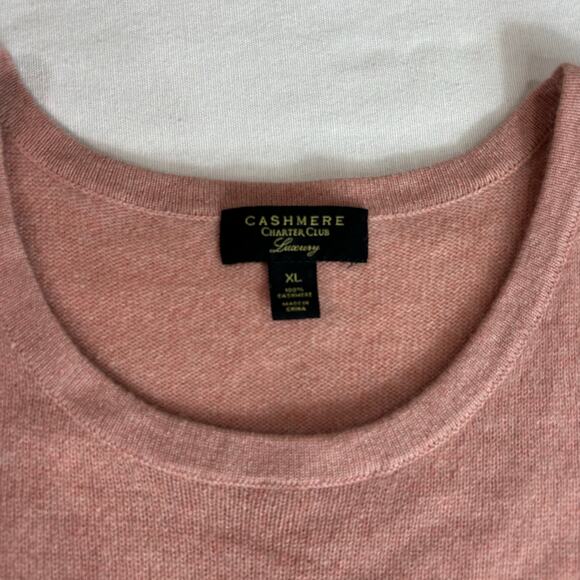 CASHMERE
CHARTER CLUB
Luxury
XL
100%
CASHMERE
MADE IN
CHINA